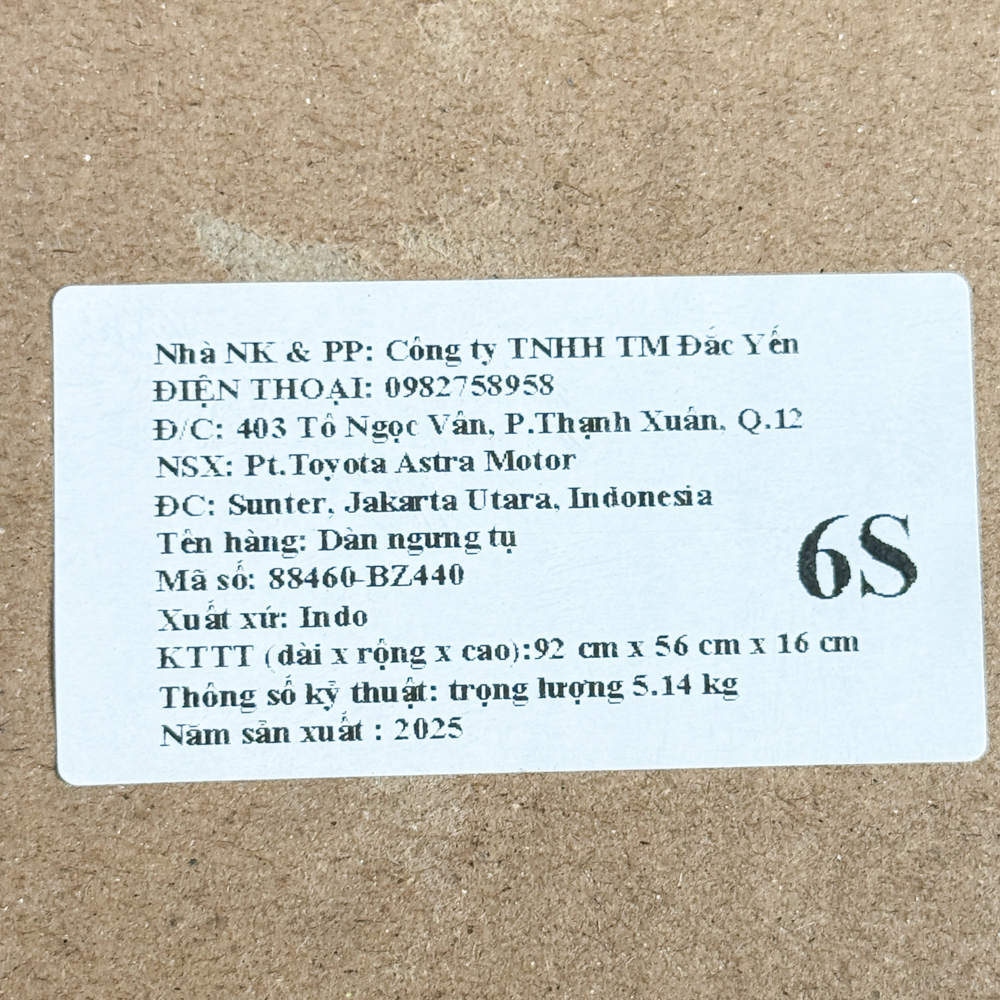 Nhà NK & PP: Công ty TNHH TM Đắc Yến
ĐIỆN THOẠI: 0982758958
Đ/C: 403 Tô Ngọc Vân, P.Thạnh Xuân, Q.12
NSX: Pt.Toyota Astra Motor
ĐC: Sunter, Jakarta Utara, Indonesia
Tên hàng: Dàn ngưng tụ
Mã số: 88460-BZ440
6S
Xuất xứ: Indo
KTTT (dài x rộng x cao):92 cm x 56 cm x 16 cm
Thông số kỹ thuật: trọng lượng 5.14 kg
Năm sản xuất : 2025